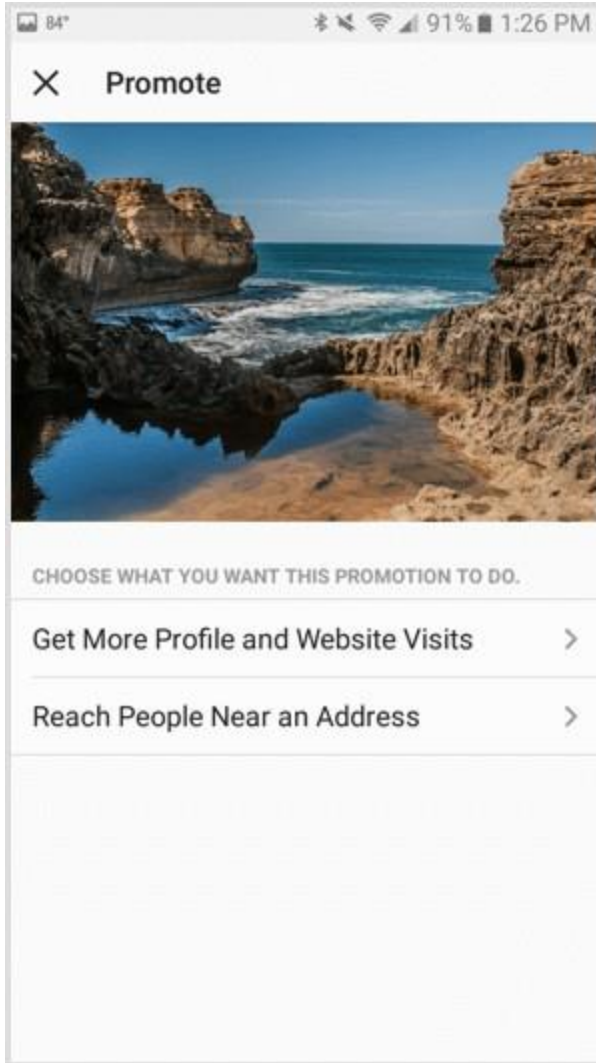 84° 91% 1:26 PM
Promote
CHOOSE WHAT YOU WANT THIS PROMOTION TO DO.
Get More Profile and Website Visits
Reach People Near an Address